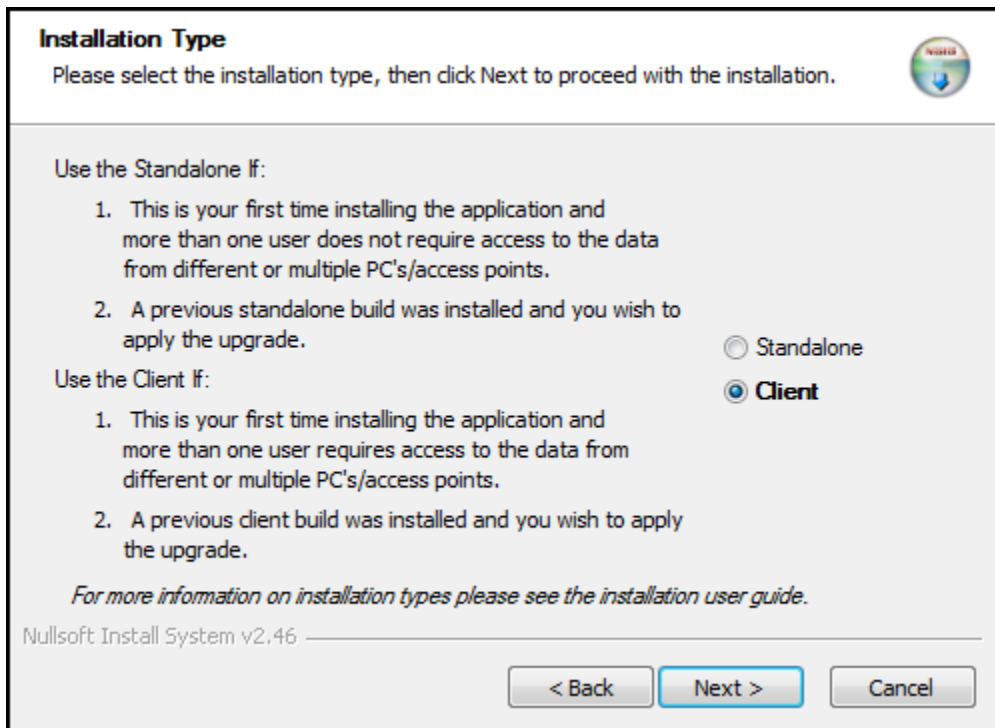 Installation Type
Please select the installation type, then click Next to proceed with the installation.
Use the Standalone If:
1. This is your first time installing the application and
more than one user does not require access to the data
from different or multiple PC's/access points.
2. A previous standalone build was installed and you wish to
apply the upgrade.
Standalone
Use the Client If:
Client
1. This is your first time installing the application and
more than one user requires access to the data from
different or multiple PC's/access points.
2. A previous client build was installed and you wish to apply
the upgrade.
For more information on installation types please see the installation user guide.
Nullsoft Install System v2.46
< Back
Next >
Cancel